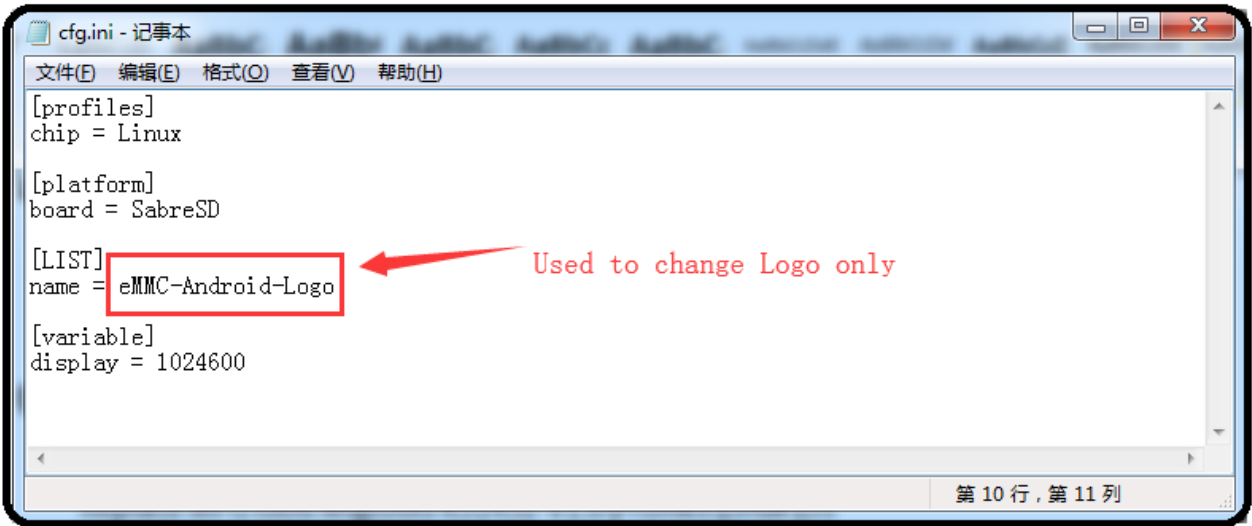 cfg.ini - 记事本
文件(F) 编辑(E) 格式(O) 查看(V) 帮助(H)
[profiles]
chip = Linux
[platform]
board = SabreSD
[LIST]
name = eMMC-Android-Logo
Used to change Logo only
[variable]
display = 1024600
第 10 行，第 11 列